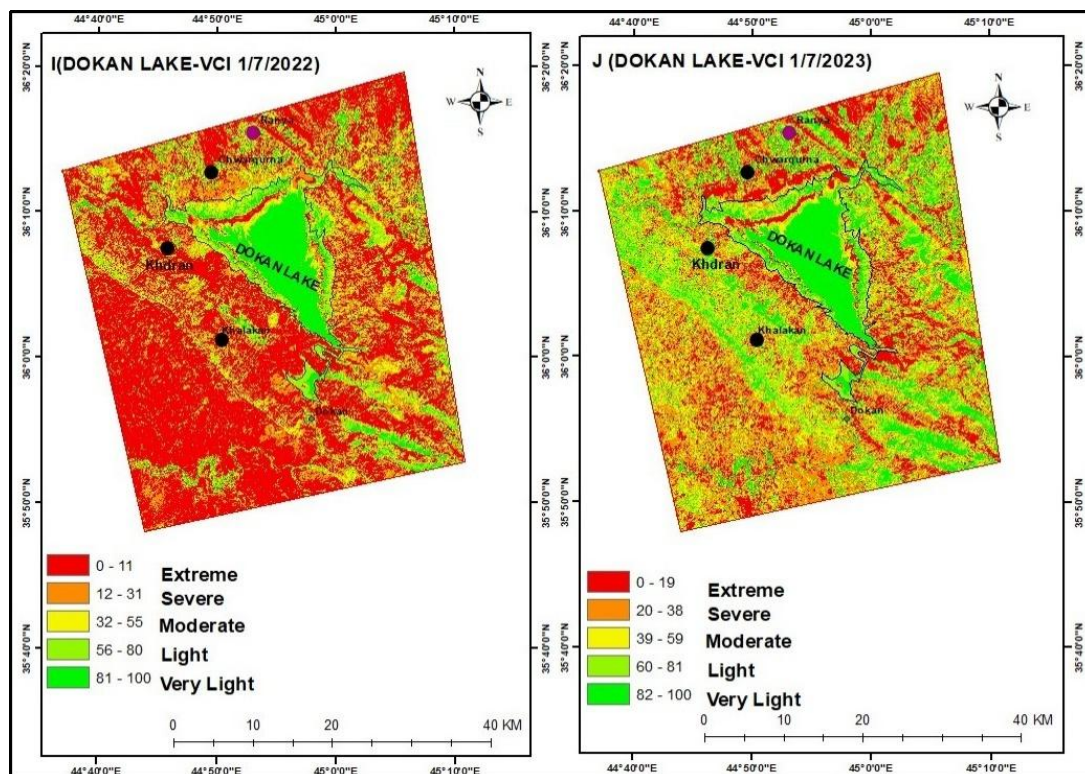 44°40'0"E 44°50'0"E 45°0'0"E 45°10'0"E
I(DOKAN LAKE-VCI 1/7/2022)
N
W E
S
36°20'0"N
36°10'0"N
36°0'0"N
35°50'0"N
35°40'0"N
36°20'0"N
36°10'0"N
36°0'0"N
35°50'0"N
35°40'0"N
Ranya
Chwarqurna
DOKAN LAKE
Khdran
Khalakan
Dokan
0 - 11 Extreme
12 - 31 Severe
32 - 55 Moderate
56 - 80 Light
81 - 100 Very Light
0 10 20 40 KM
44°40'0"E 44°50'0"E 45°0'0"E 45°10'0"E
44°40'0"E 44°50'0"E 45°0'0"E 45°10'0"E
J (DOKAN LAKE-VCI 1/7/2023)
N
W E
S
36°20'0"N
36°10'0"N
36°0'0"N
35°50'0"N
35°40'0"N
36°20'0"N
36°10'0"N
36°0'0"N
35°50'0"N
35°40'0"N
Ranya
Chwarqurna
DOKAN LAKE
Khdran
Khalakan
Dokan
0 - 19 Extreme
20 - 38 Severe
39 - 59 Moderate
60 - 81 Light
82 - 100 Very Light
0 10 20 40 KM
44°40'0"E 44°50'0"E 45°0'0"E 45°10'0"E